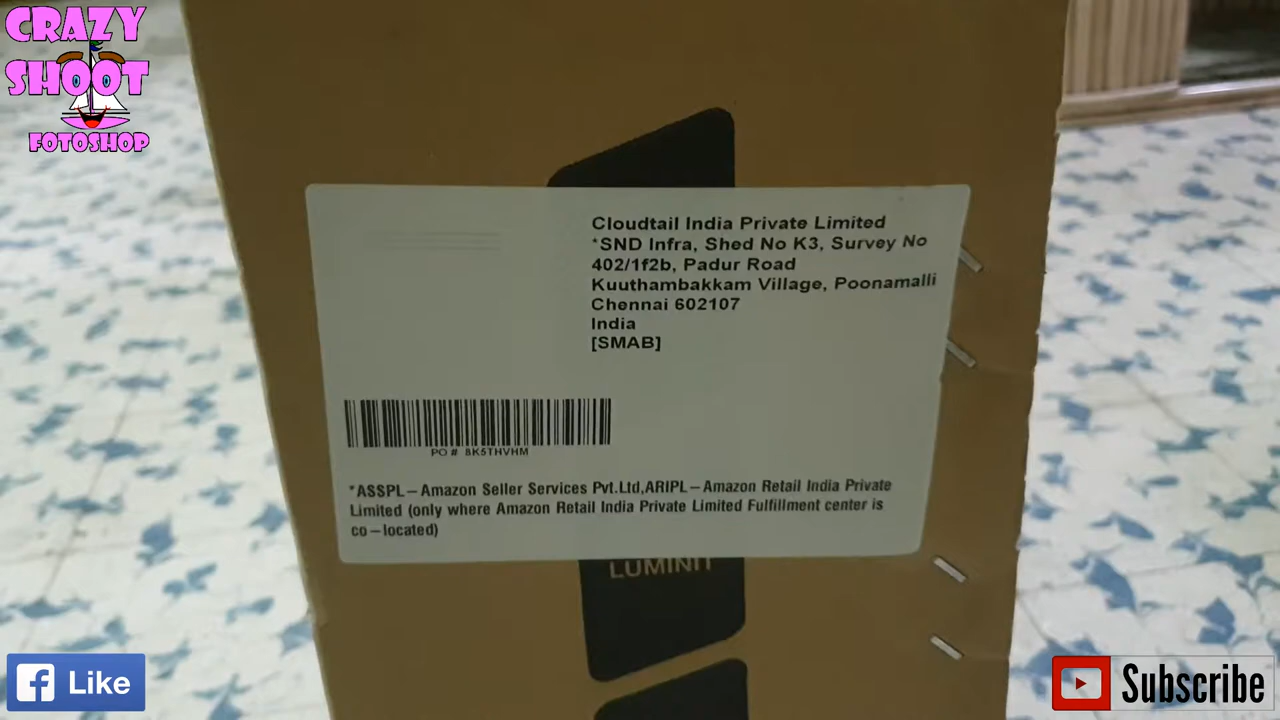 CRAZY
SHOOT
FOTOSHOP
Cloudtail India Private Limited
*SND Infra, Shed No K3, Survey No
402/1f2b, Padur Road
Kuuthambakkam Village, Poonamalli
Chennai 602107
India
[SMAB]
PO # 8K5THVHM
*ASSPL–Amazon Seller Services Pvt.Ltd,ARIPL–Amazon Retail India Private
Limited (only where Amazon Retail India Private Limited Fulfillment center is
co–located)
Like
Subscribe